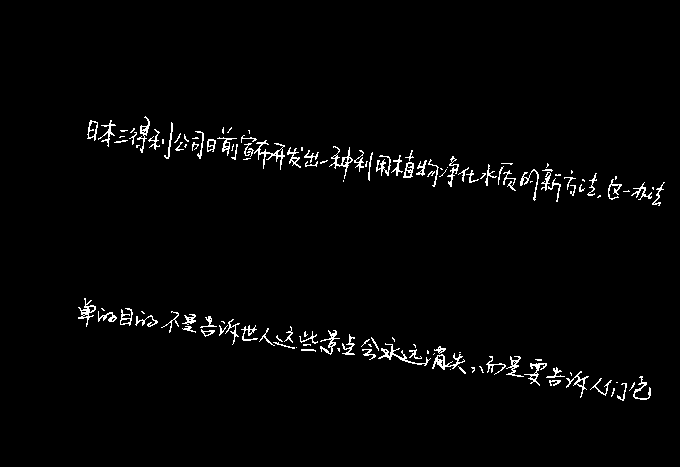 日本三得利公司日前宣布开发出一种利用植物净化水质的新方法,这一办法
单的目的不是告诉世人这些景点会永远消失,而是要告诉人们它